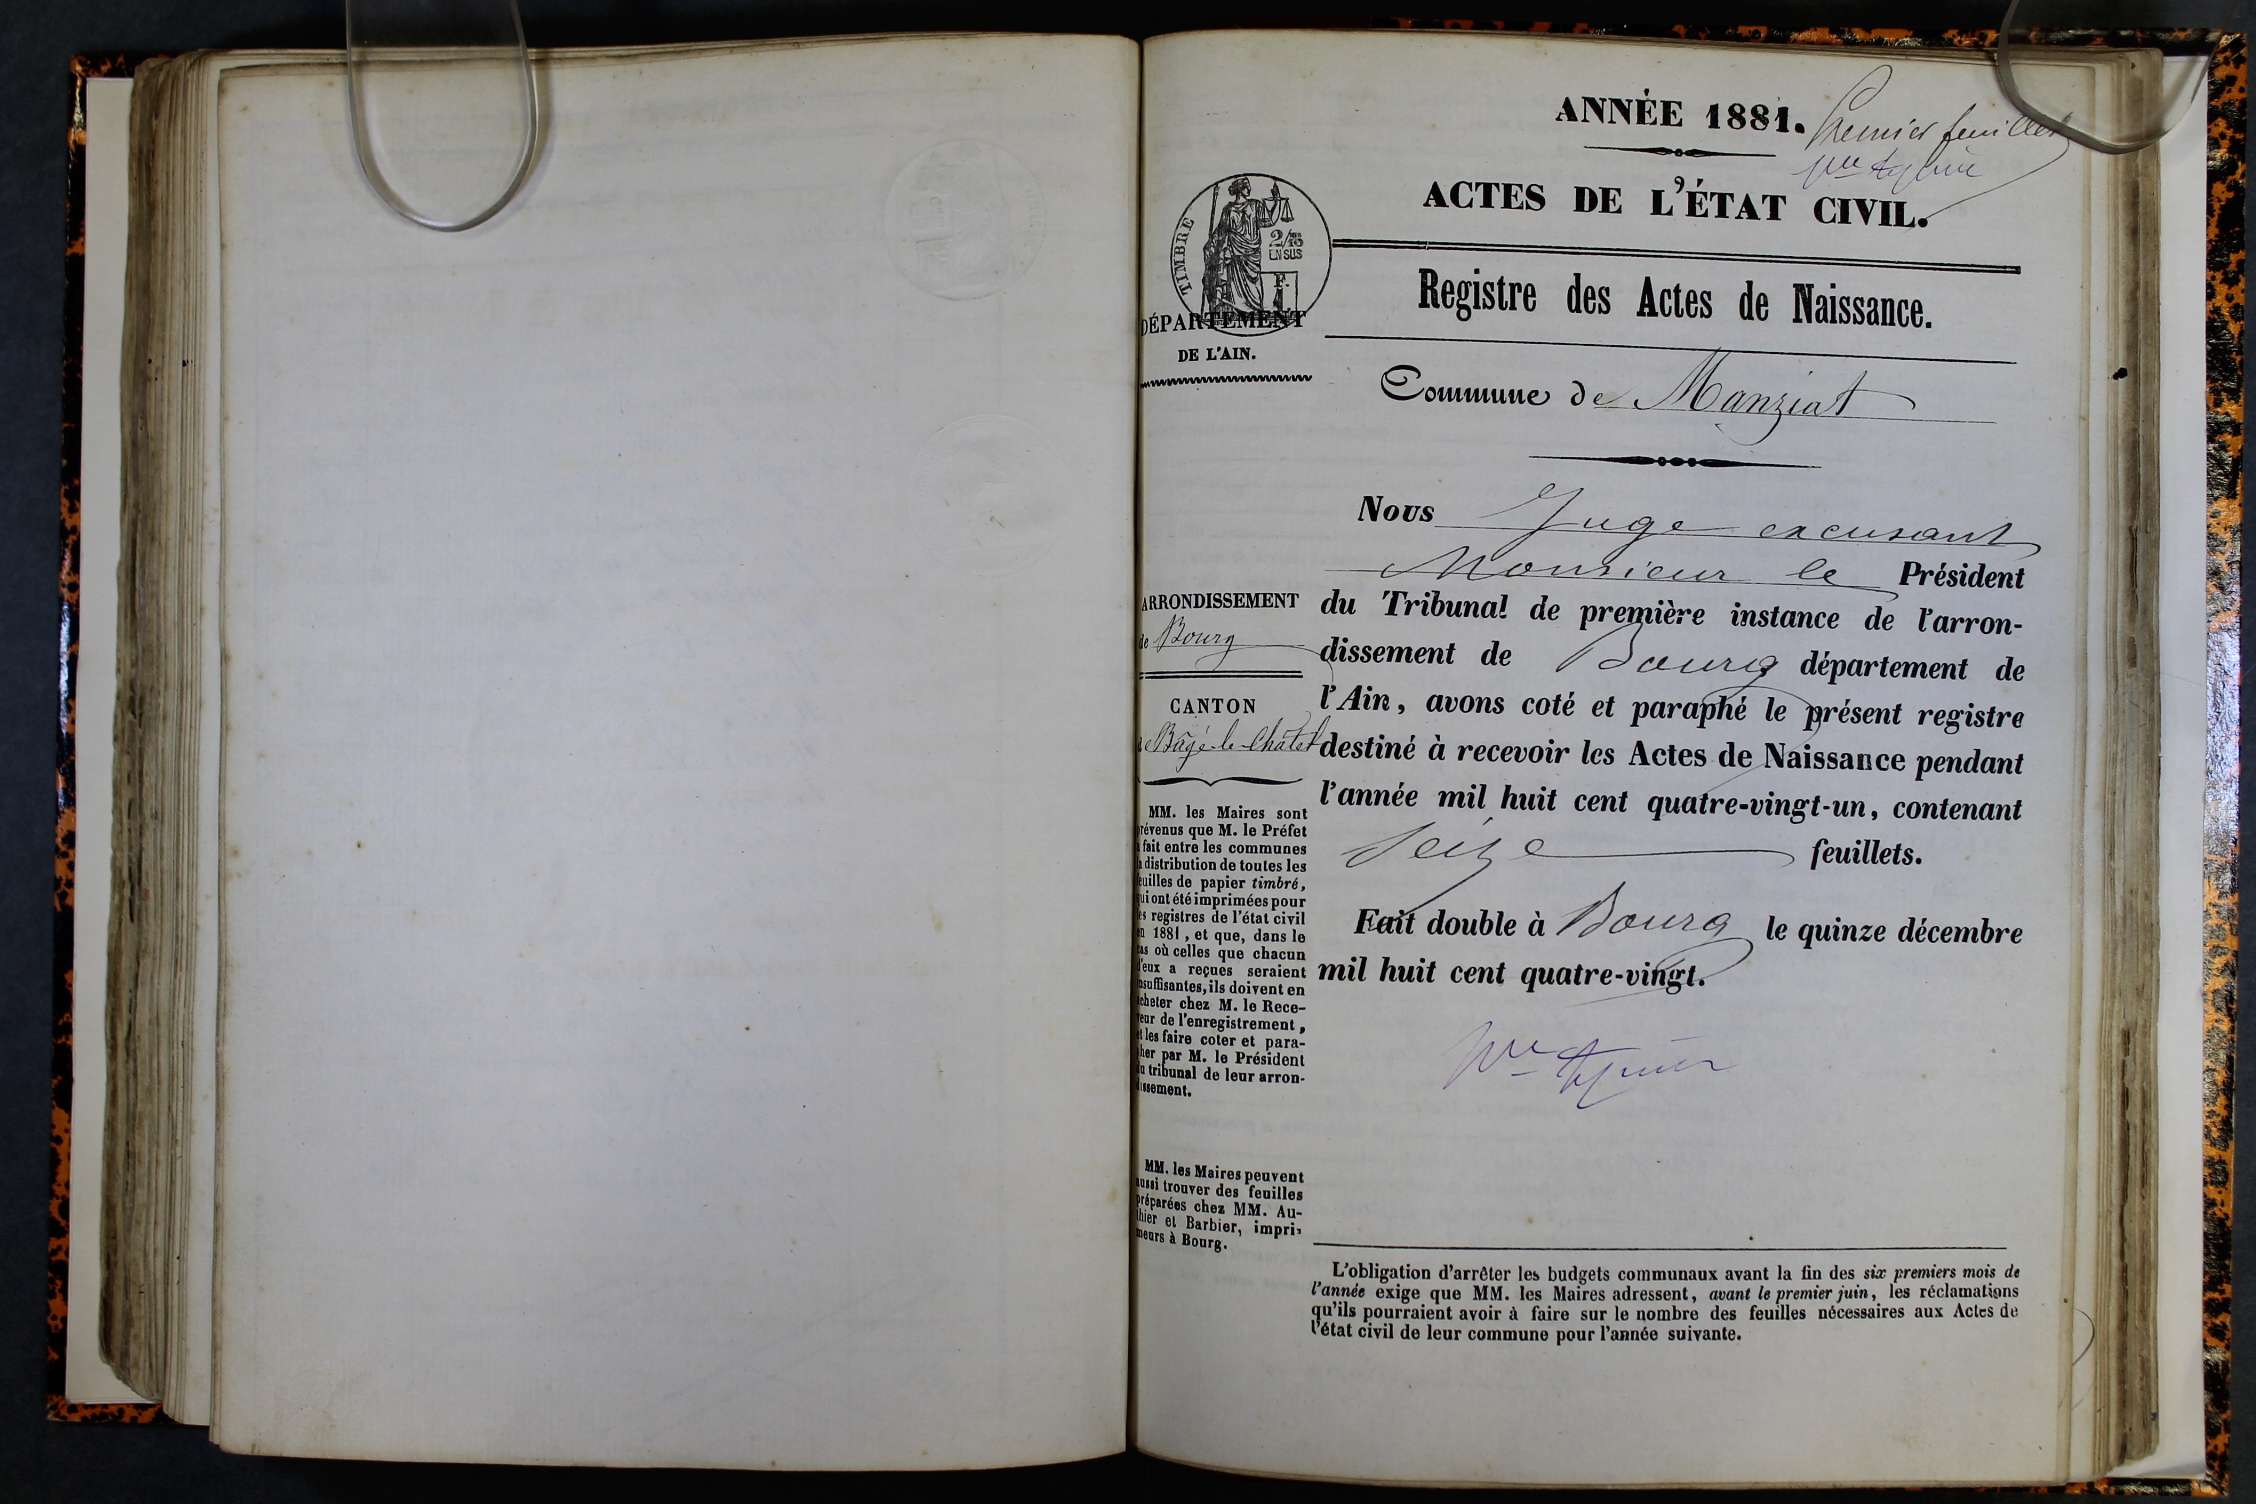 ANNÉE 1881.
Premier feuillet
ACTES DE L'ÉTAT CIVIL.
TIMBRE
2/10
EN SUS
DÉPARTEMENT
DE L'AIN.
Registre des Actes de Naissance.
Commune de Manziat
ARRONDISSEMENT
de Bourg
CANTON
de Bâgé-le-Châtel
MM. les Maires sont
prévenus que M. le Préfet
a fait entre les communes
la distribution de toutes les
feuilles de papier timbré,
qui ont été imprimées pour
les registres de l'état civil
en 1881, et que, dans le
cas où celles que chacun
d'eux a reçues seraient
insuffisantes, ils doivent en
acheter chez M. le Rece-
veur de l'enregistrement,
et les faire coter et para-
pher par M. le Président
du tribunal de leur arron-
dissement.
MM. les Maires peuvent
aussi trouver des feuilles
préparées chez MM. Au-
thier et Barbier, impri-
meurs à Bourg.
Nous Juge excusant
Monsieur le Président
du Tribunal de première instance de l'arron-
dissement de Bourg département de
l'Ain, avons coté et paraphé le présent registre
destiné à recevoir les Actes de Naissance pendant
l'année mil huit cent quatre-vingt-un, contenant
Seize feuillets.
Fait double à Bourg le quinze décembre
mil huit cent quatre-vingt.
L'obligation d'arrêter les budgets communaux avant la fin des six premiers mois de
l'année exige que MM. les Maires adressent, avant le premier juin, les réclamations
qu'ils pourraient avoir à faire sur le nombre des feuilles nécessaires aux Actes de
l'état civil de leur commune pour l'année suivante.